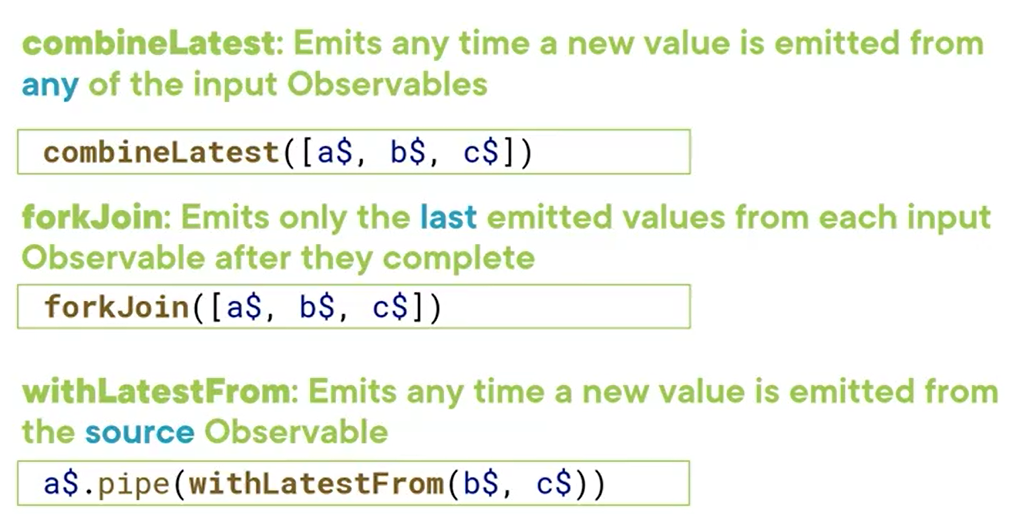 combineLatest: Emits any time a new value is emitted from
any of the input Observables
combineLatest([a$, b$, c$])
forkJoin: Emits only the last emitted values from each input
Observable after they complete
forkJoin([a$, b$, c$])
withLatestFrom: Emits any time a new value is emitted from
the source Observable
a$.pipe(withLatestFrom(b$, c$))